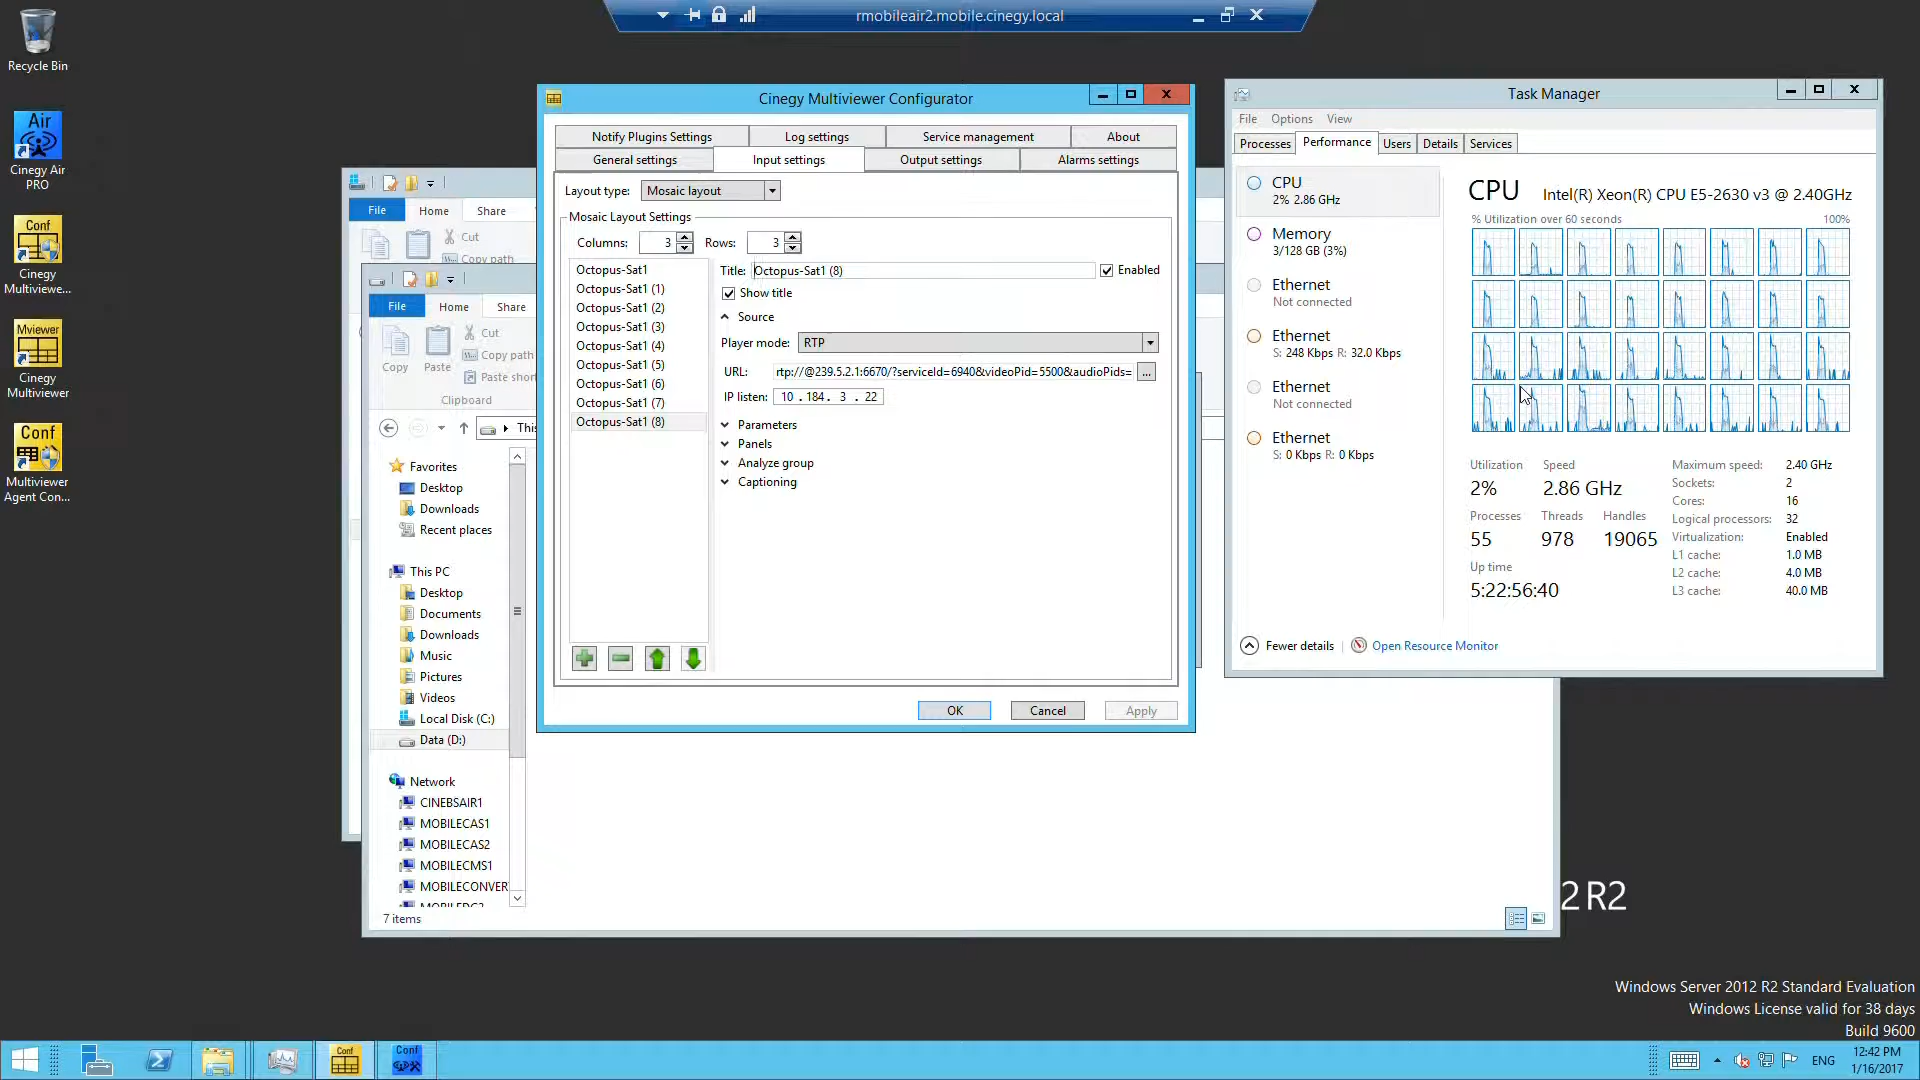 rmobileair2.mobile.cinegy.local
Recycle Bin
Air
Cinegy Air
PRO
Conf
Cinegy
Multiviewe...
Mviewer
Cinegy
Multiviewer
Conf
Multiviewer
Agent Con...
File
Home
Share
Cut
Copy path
File
Home
Share
Copy
Paste
Cut
Copy path
Paste shor
Clipboard
This
Favorites
Desktop
Downloads
Recent places
This PC
Desktop
Documents
Downloads
Music
Pictures
Videos
Local Disk (C:)
Data (D:)
Network
CINEBSAIR1
MOBILECAS1
MOBILECAS2
MOBILECMS1
MOBILECONVER
7 items
Cinegy Multiviewer Configurator
Notify Plugins Settings
Log settings
Service management
About
General settings
Input settings
Output settings
Alarms settings
Layout type:
Mosaic layout
Mosaic Layout Settings
Columns: 3
Rows: 3
Octopus-Sat1
Octopus-Sat1 (1)
Octopus-Sat1 (2)
Octopus-Sat1 (3)
Octopus-Sat1 (4)
Octopus-Sat1 (5)
Octopus-Sat1 (6)
Octopus-Sat1 (7)
Octopus-Sat1 (8)
Title: Octopus-Sat1 (8)
Enabled
Show title
Source
Player mode: RTP
URL: rtp://@239.5.2.1:6670/?serviceId=6940&videoPid=5500&audioPids= ...
IP listen: 10 . 184 . 3 . 22
Parameters
Panels
Analyze group
Captioning
OK
Cancel
Apply
Task Manager
File
Options
View
Processes
Performance
Users
Details
Services
CPU
2% 2.86 GHz
Memory
3/128 GB (3%)
Ethernet
Not connected
Ethernet
S: 248 Kbps R: 32.0 Kbps
Ethernet
Not connected
Ethernet
S: 0 Kbps R: 0 Kbps
CPU
Intel(R) Xeon(R) CPU E5-2630 v3 @ 2.40GHz
% Utilization over 60 seconds
100%
Utilization
2%
Speed
2.86 GHz
Processes
55
Threads
978
Handles
19065
Up time
5:22:56:40
Maximum speed: 2.40 GHz
Sockets: 2
Cores: 16
Logical processors: 32
Virtualization: Enabled
L1 cache: 1.0 MB
L2 cache: 4.0 MB
L3 cache: 40.0 MB
Fewer details
Open Resource Monitor
2 R2
Windows Server 2012 R2 Standard Evaluation
Windows License valid for 38 days
Build 9600
Conf
Conf
ENG
12:42 PM
1/16/2017